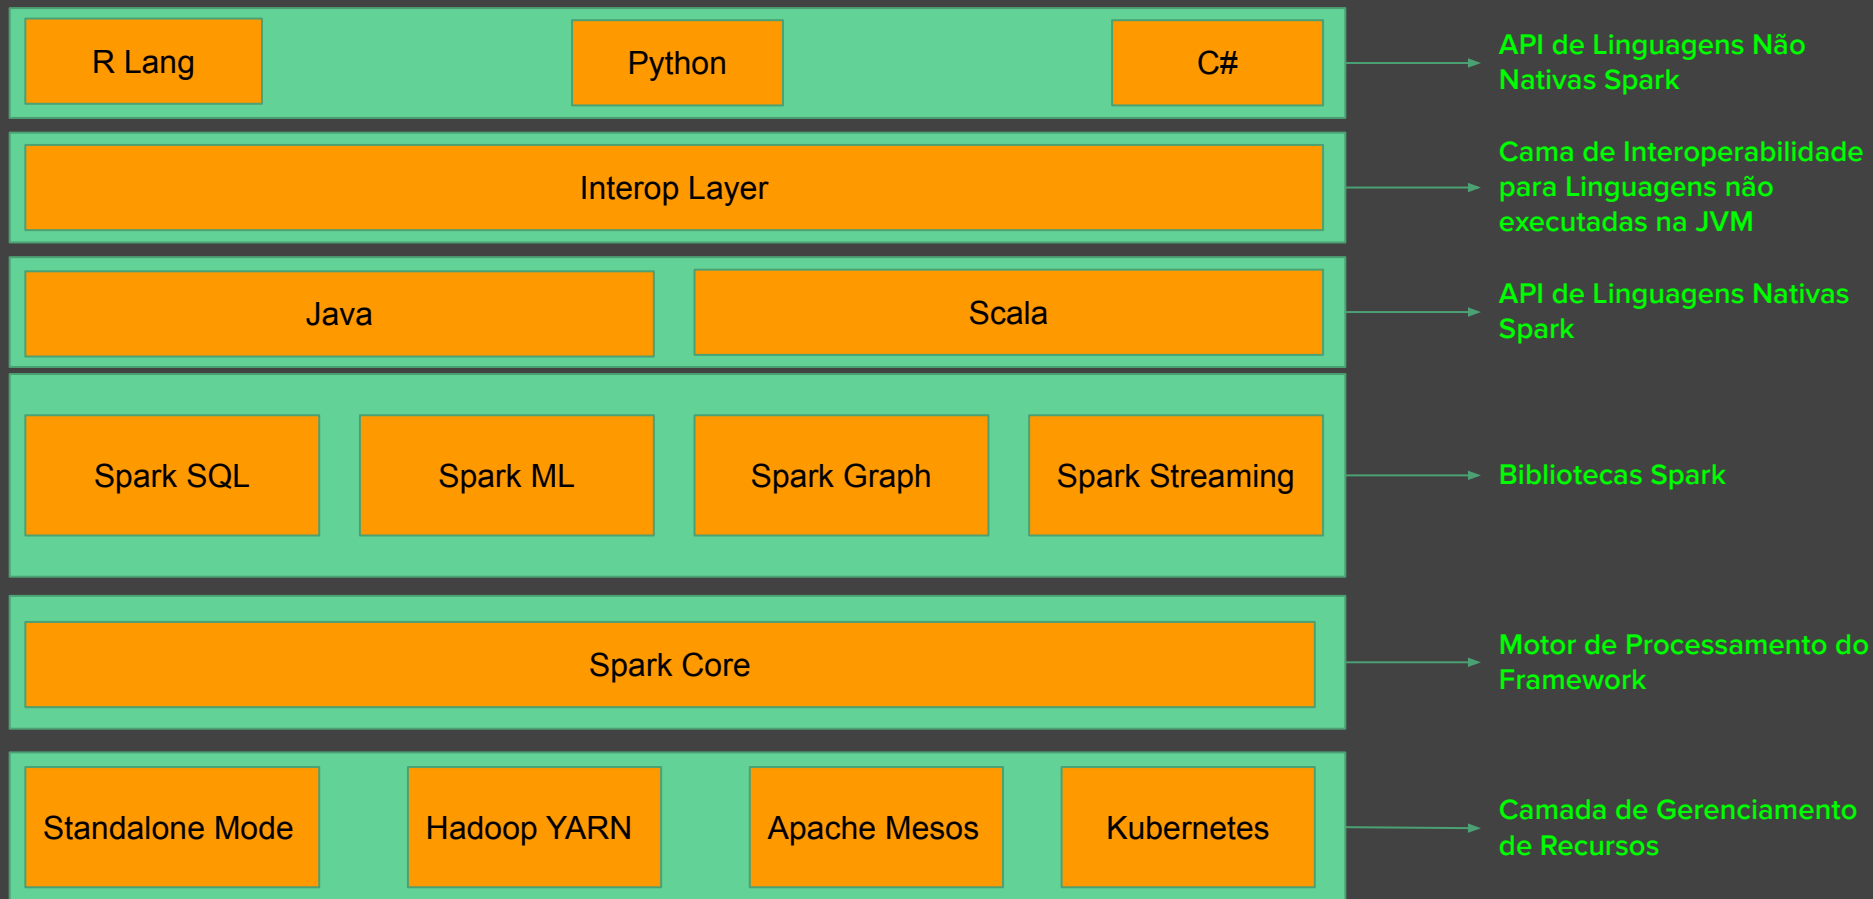 R Lang
Python
C#
API de Linguagens Não
Nativas Spark
Interop Layer
Cama de Interoperabilidade
para Linguagens não
executadas na JVM
Java
Scala
API de Linguagens Nativas
Spark
Spark SQL
Spark ML
Spark Graph
Spark Streaming
Bibliotecas Spark
Spark Core
Motor de Processamento do
Framework
Standalone Mode
Hadoop YARN
Apache Mesos
Kubernetes
Camada de Gerenciamento
de Recursos